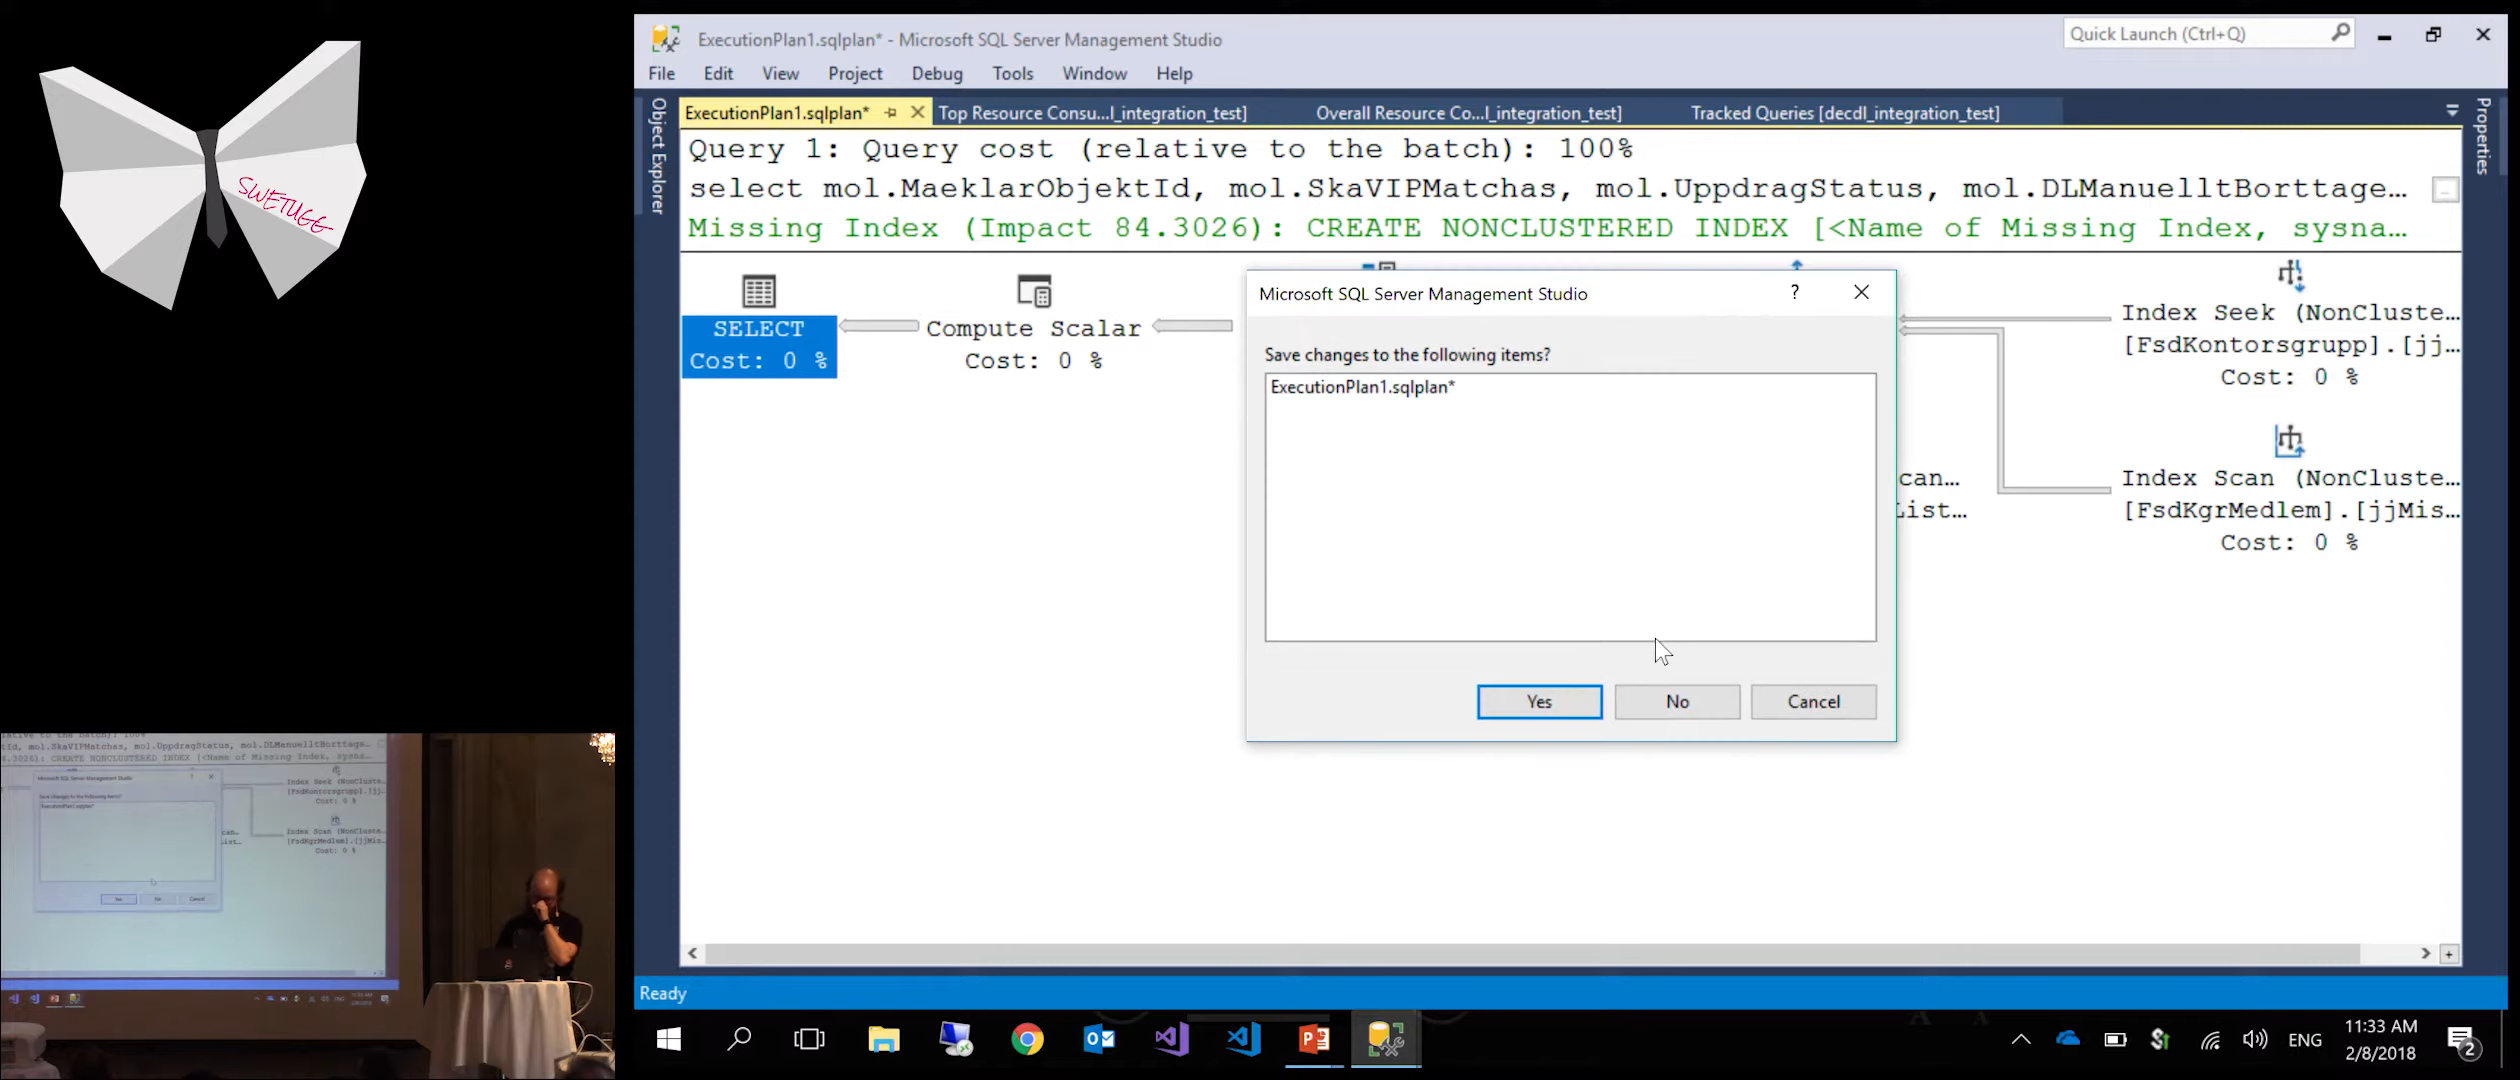 SWETUGG
ExecutionPlan1.sqlplan* - Microsoft SQL Server Management Studio
Quick Launch (Ctrl+Q)
File Edit View Project Debug Tools Window Help
Object Explorer
ExecutionPlan1.sqlplan* Top Resource Consu...l_integration_test] Overall Resource Co...l_integration_test] Tracked Queries [decdl_integration_test]
Properties
Query 1: Query cost (relative to the batch): 100%
select mol.MaeklarObjektId, mol.SkaVIPMatchas, mol.UppdragStatus, mol.DLManuelltBorttage...
Missing Index (Impact 84.3026): CREATE NONCLUSTERED INDEX [<Name of Missing Index, sysna...
SELECT
Cost: 0 %
Compute Scalar
Cost: 0 %
Index Seek (NonCluste...
[FsdKontorsgrupp].[jj...
Cost: 0 %
can...
List...
Index Scan (NonCluste...
[FsdKgrMedlem].[jjMis...
Cost: 0 %
Microsoft SQL Server Management Studio
?
Save changes to the following items?
ExecutionPlan1.sqlplan*
Yes No Cancel
Ready
ENG
11:33 AM
2/8/2018
2